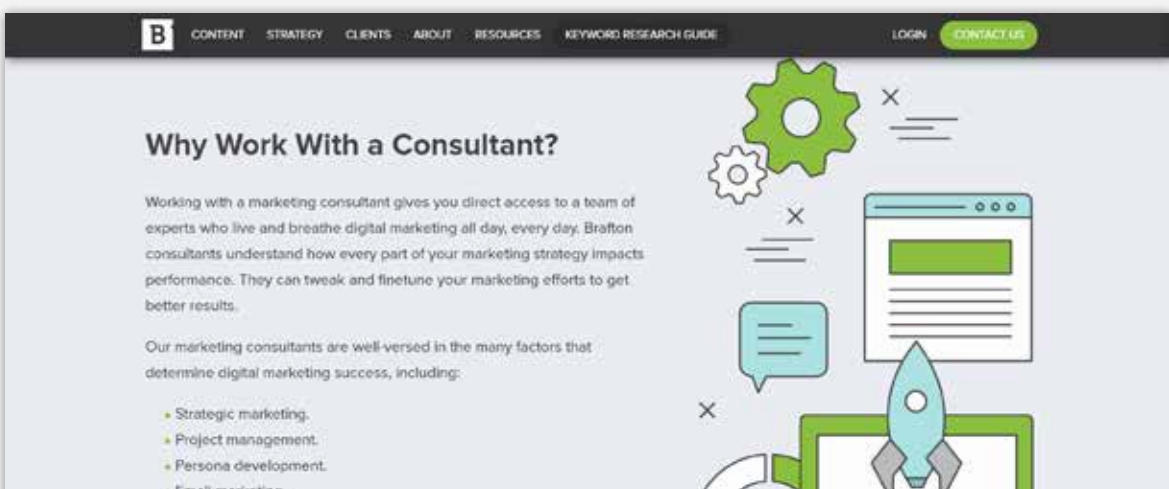 B CONTENT STRATEGY CLIENTS ABOUT RESOURCES KEYWORD RESEARCH GUIDE LOGIN CONTACT US
Why Work With a Consultant?
Working with a marketing consultant gives you direct access to a team of
experts who live and breathe digital marketing all day, every day. Brafton
consultants understand how every part of your marketing strategy impacts
performance. They can tweak and finetune your marketing efforts to get
better results.
Our marketing consultants are well-versed in the many factors that
determine digital marketing success, including:
• Strategic marketing.
• Project management.
• Persona development.